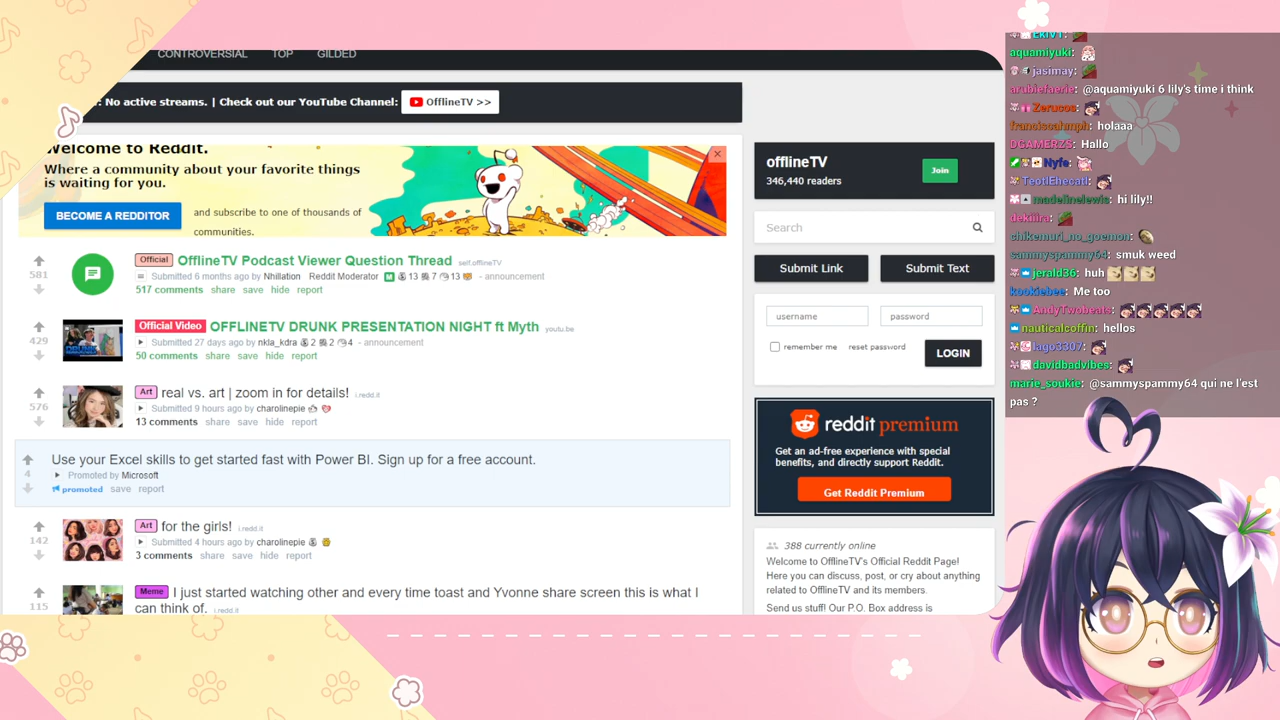 CONTROVERSIAL TOP GILDED
No active streams. | Check out our YouTube Channel: OfflineTV >>
Welcome to Reddit.
Where a community about your favorite things
is waiting for you.
BECOME A REDDITOR
and subscribe to one of thousands of
communities.
581
Official OfflineTV Podcast Viewer Question Thread self.offlineTV
Submitted 6 months ago by Nhillation Reddit Moderator M 13 7 13 - announcement
517 comments share save hide report
429
Official Video OFFLINETV DRUNK PRESENTATION NIGHT ft Myth youtu.be
Submitted 27 days ago by nkla_kdra 2 2 4 - announcement
50 comments share save hide report
576
Art real vs. art | zoom in for details! i.redd.it
Submitted 9 hours ago by charolinepie
13 comments share save hide report
4
Use your Excel skills to get started fast with Power BI. Sign up for a free account.
Promoted by Microsoft
promoted save report
142
Art for the girls! i.redd.it
Submitted 4 hours ago by charolinepie
3 comments share save hide report
115
Meme I just started watching other and every time toast and Yvonne share screen this is what I
can think of. i.redd.it
offlineTV
346,440 readers
Join
Search
Submit Link Submit Text
username password
remember me reset password LOGIN
reddit premium
Get an ad-free experience with special
benefits, and directly support Reddit.
Get Reddit Premium
388 currently online
Welcome to OfflineTV's Official Reddit Page!
Here you can discuss, post, or cry about anything
related to OfflineTV and its members.
Send us stuff! Our P.O. Box address is
aquamiyuki:
jasimay:
arubiefaerie: @aquamiyuki 6 lily's time i think
Zerucos:
franciscahmph: holaaa
DGAMERZS: Hallo
Nyfe:
TeotlEhecatl:
madelinelewis: hi lily!!
dekiira:
chikemuri_no_goemon:
sammyspammy64: smuk weed
jerald36: huh
kookiebee: Me too
AndyTwobeats:
nauticalcoffin: hellos
lago3307:
davidbadvibes:
marie_soukie: @sammyspammy64 qui ne l'est
pas ?